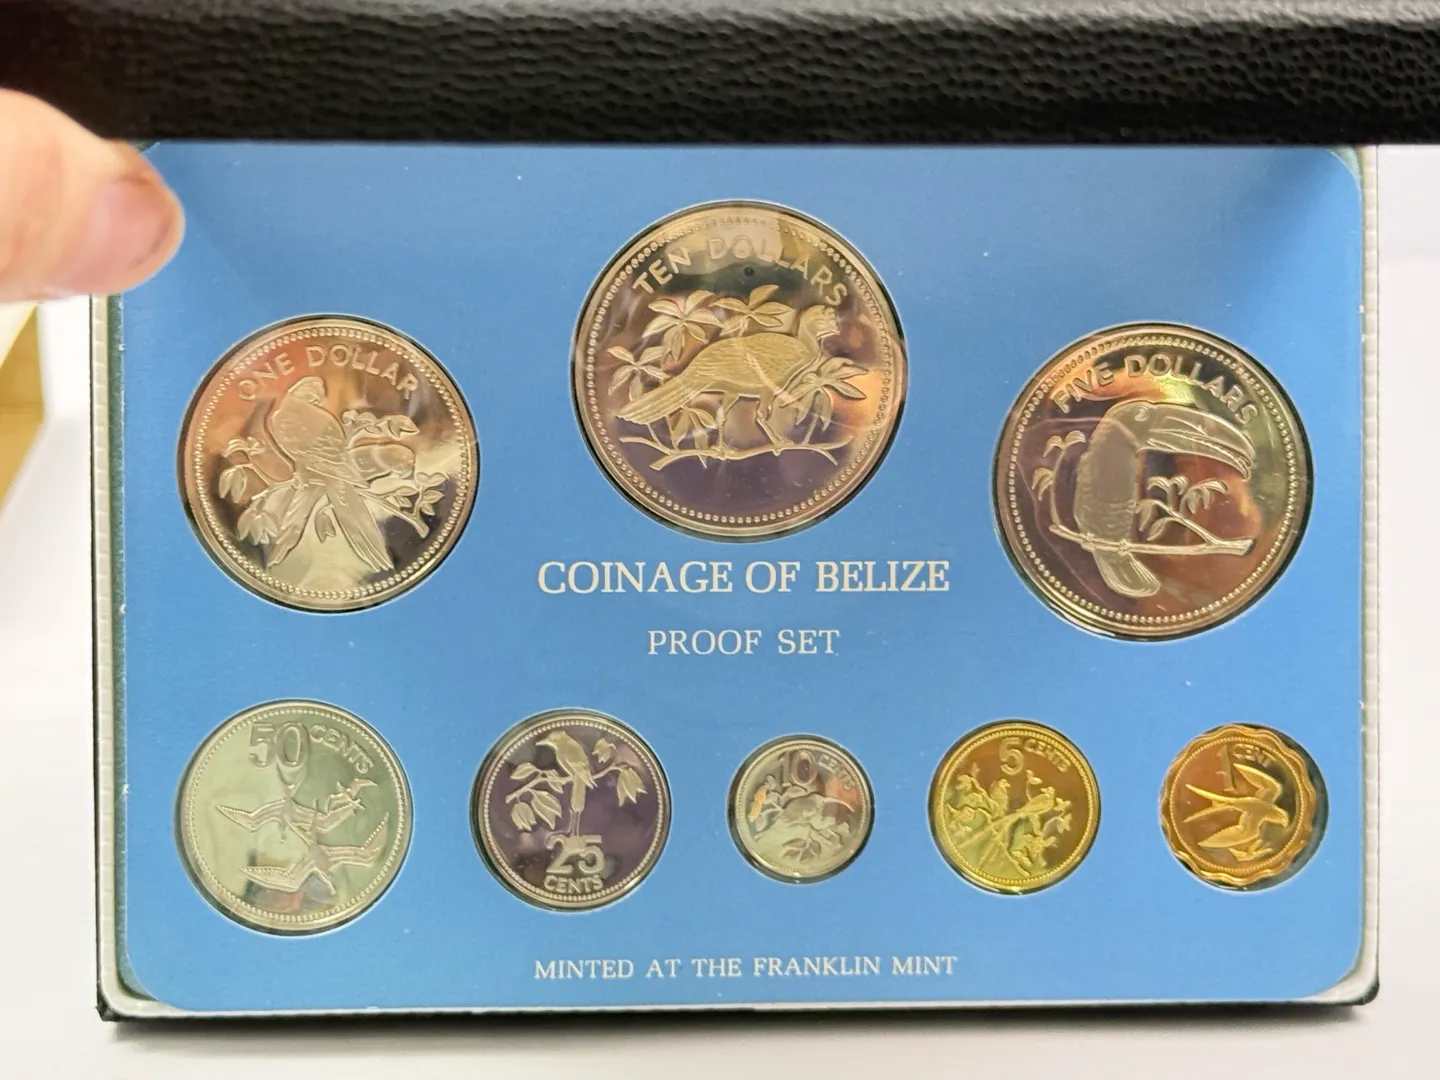 TEN DOLLARS
ONE DOLLAR
FIVE DOLLARS
COINAGE OF BELIZE
PROOF SET
50 CENTS
25
CENTS
10 CENTS
5 CENTS
1 CENT
MINTED AT THE FRANKLIN MINT